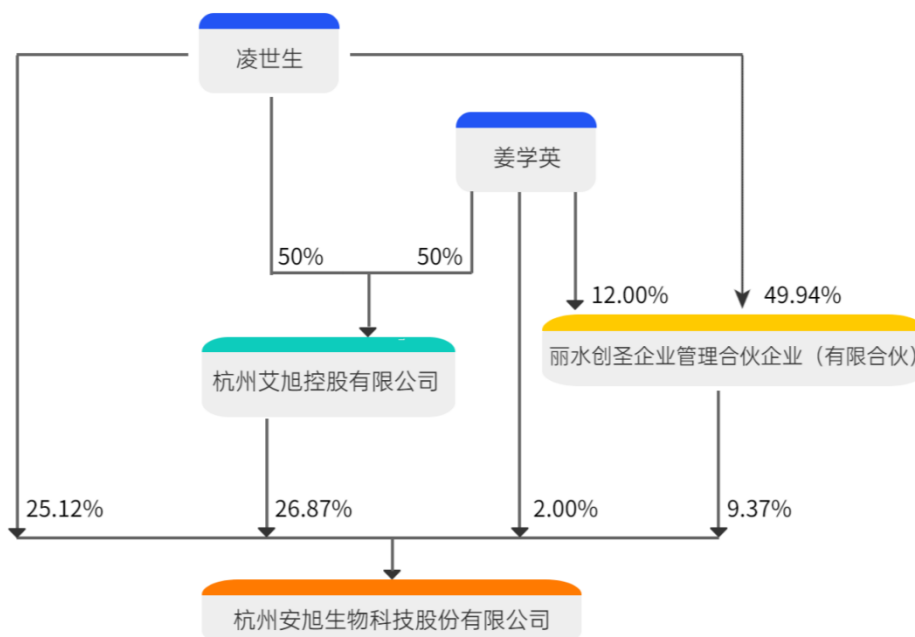 凌世生
姜学英
50%
50%
12.00%
49.94%
杭州艾旭控股有限公司
丽水创圣企业管理合伙企业（有限合伙）
25.12%
26.87%
2.00%
9.37%
杭州安旭生物科技股份有限公司